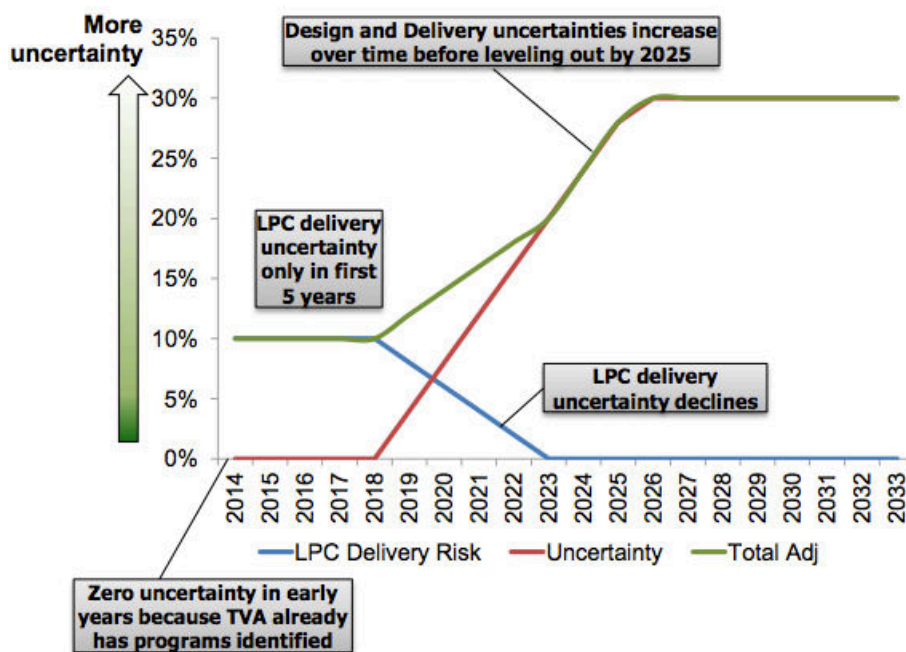 More
uncertainty
35%
30%
25%
20%
15%
10%
5%
0%
Design and Delivery uncertainties increase
over time before leveling out by 2025
LPC delivery
uncertainty
only in first
5 years
LPC delivery
uncertainty declines
2014
2015
2016
2017
2018
2019
2020
2021
2022
2023
2024
2025
2026
2027
2028
2029
2030
2031
2032
2033
LPC Delivery Risk
Uncertainty
Total Adj
Zero uncertainty in early
years because TVA already
has programs identified